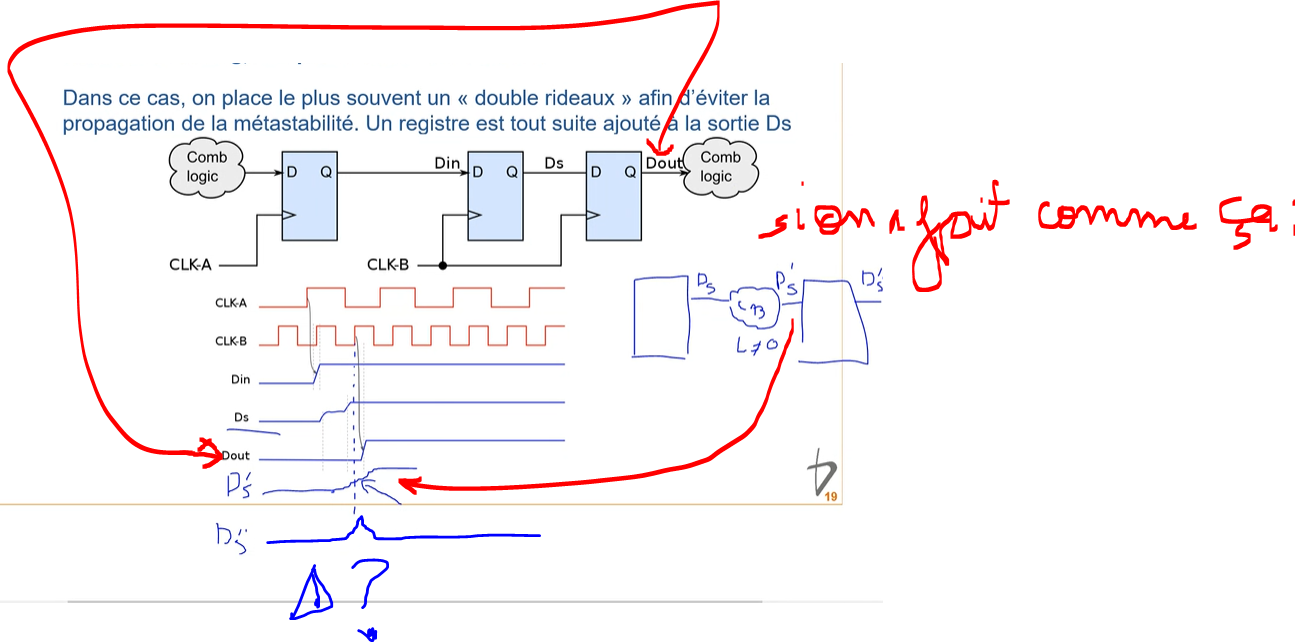 Dans ce cas, on place le plus souvent un « double rideaux » afin d'éviter la
propagation de la métastabilité. Un registre est tout suite ajouté à la sortie Ds
Comb logic
D Q
Din
D Q
Ds
D Q
Dout
Comb logic
si on fait comme ça :
CLK-A
CLK-B
Ds
D's
D's
L≠0
CLK-A
CLK-B
Din
Ds
Dout
D's
19
D"s
?